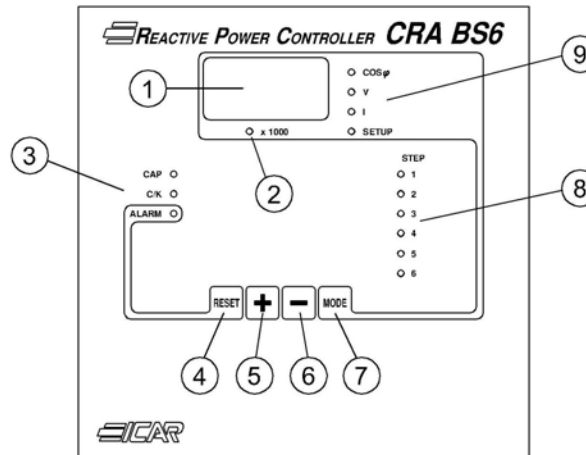 REACTIVE POWER CONTROLLER CRA BS6
1
COSφ
V
I
SETUP
9
x 1000
2
3
CAP
C/K
ALARM
STEP
1
2
3
4
5
6
8
RESET
+
−
MODE
4
5
6
7
ICAR